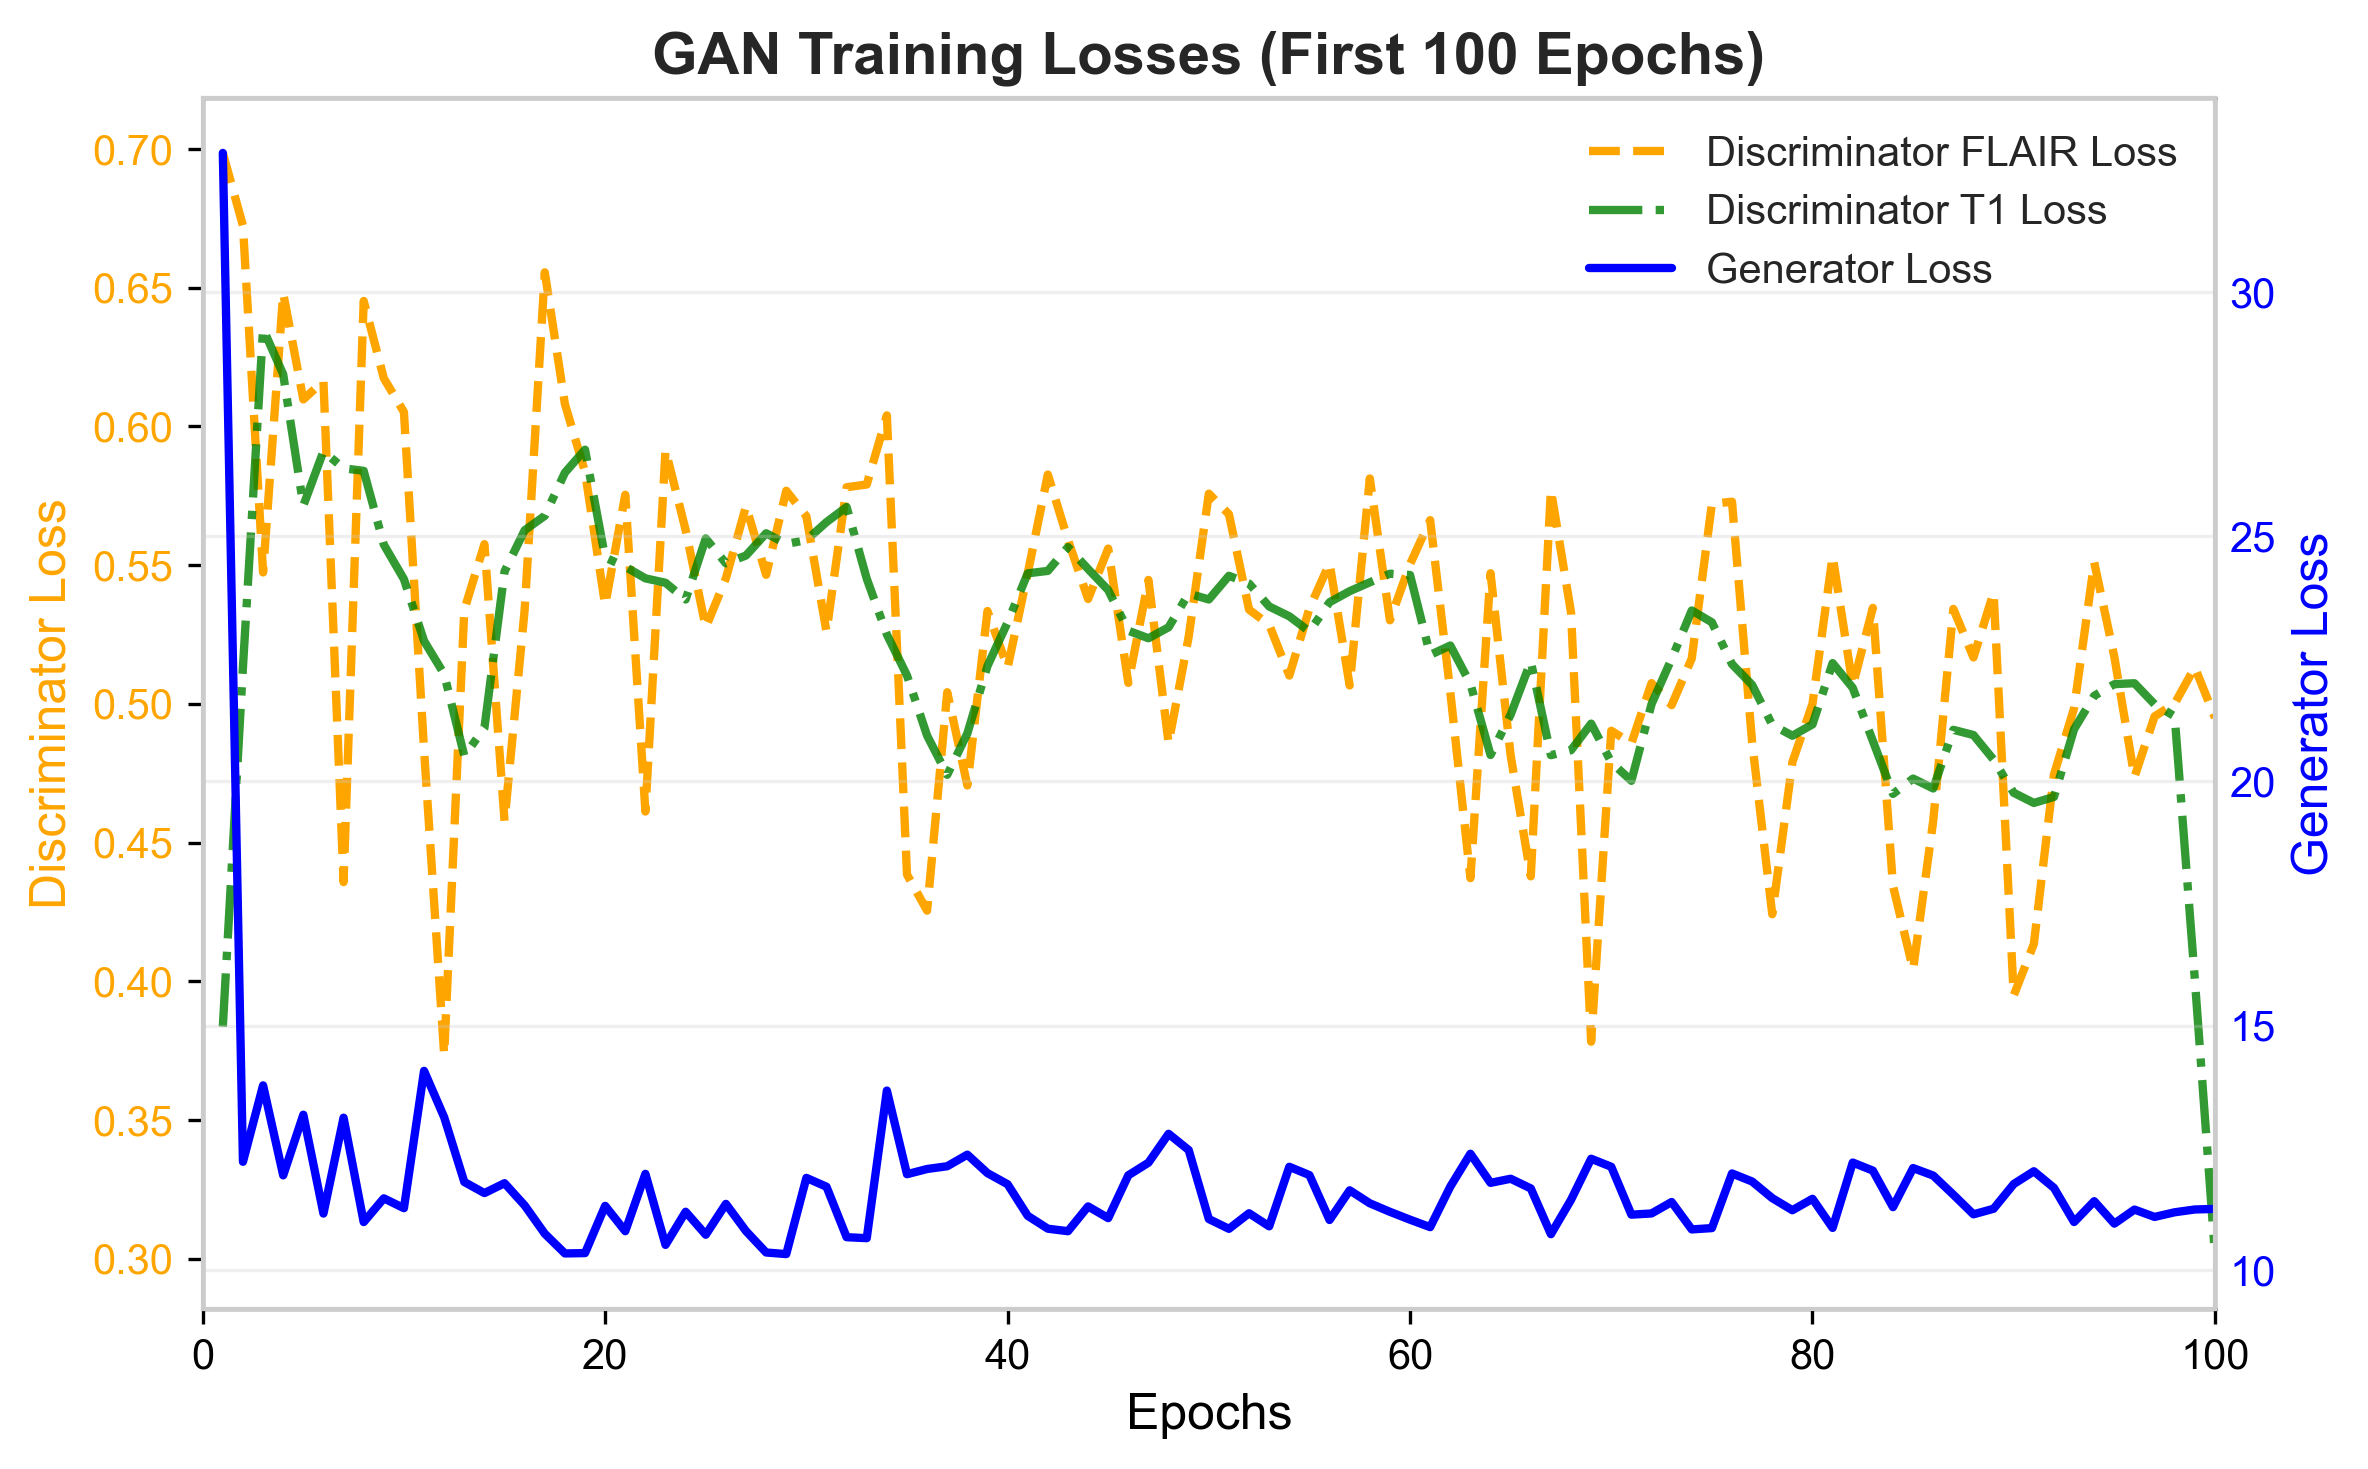 GAN Training Losses (First 100 Epochs)
Discriminator FLAIR Loss
Discriminator T1 Loss
Generator Loss
Discriminator Loss
0.70
0.65
0.60
0.55
0.50
0.45
0.40
0.35
0.30
30
25
20
15
10
Generator Loss
0 20 40 60 80 100
Epochs